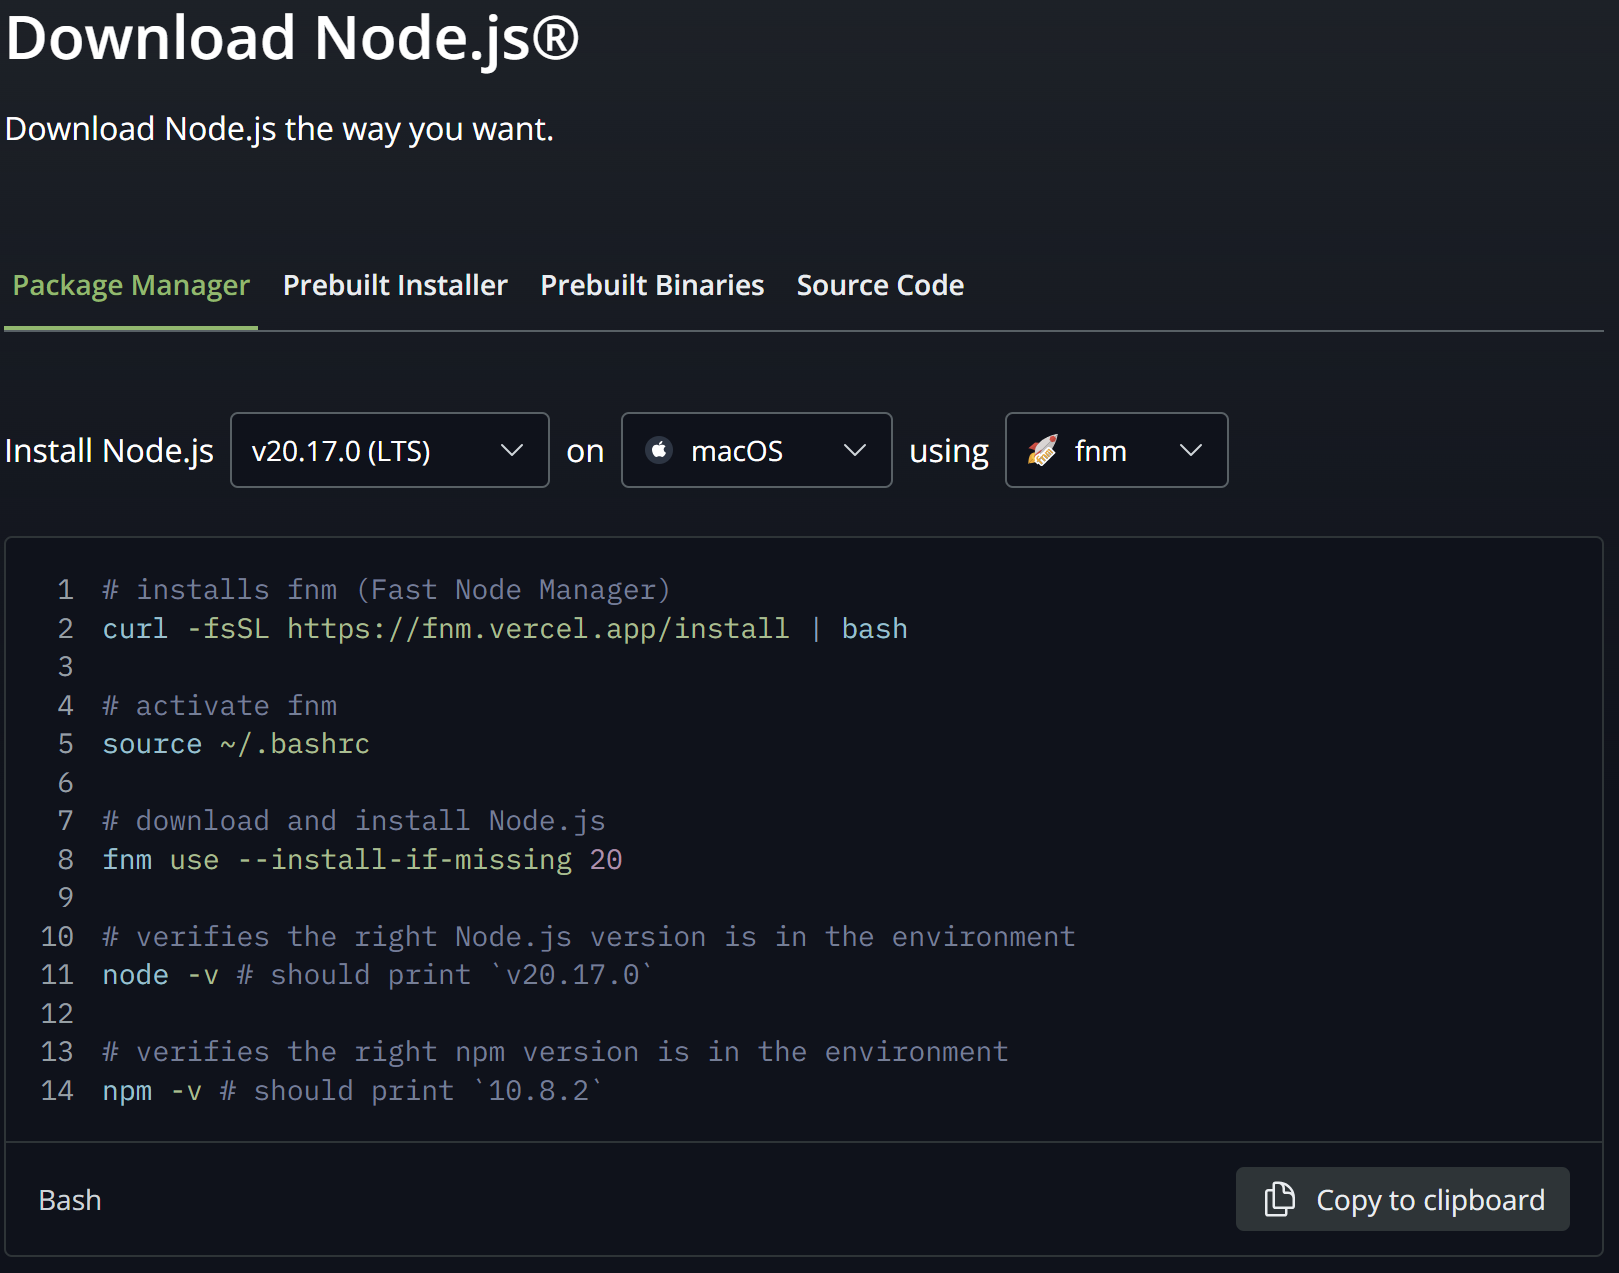 Download Node.js®
Download Node.js the way you want.
Package Manager Prebuilt Installer Prebuilt Binaries Source Code
Install Node.js v20.17.0 (LTS) on macOS using fnm
1 # installs fnm (Fast Node Manager)
2 curl -fsSL https://fnm.vercel.app/install | bash
3
4 # activate fnm
5 source ~/.bashrc
6
7 # download and install Node.js
8 fnm use --install-if-missing 20
9
10 # verifies the right Node.js version is in the environment
11 node -v # should print `v20.17.0`
12
13 # verifies the right npm version is in the environment
14 npm -v # should print `10.8.2`
Bash Copy to clipboard